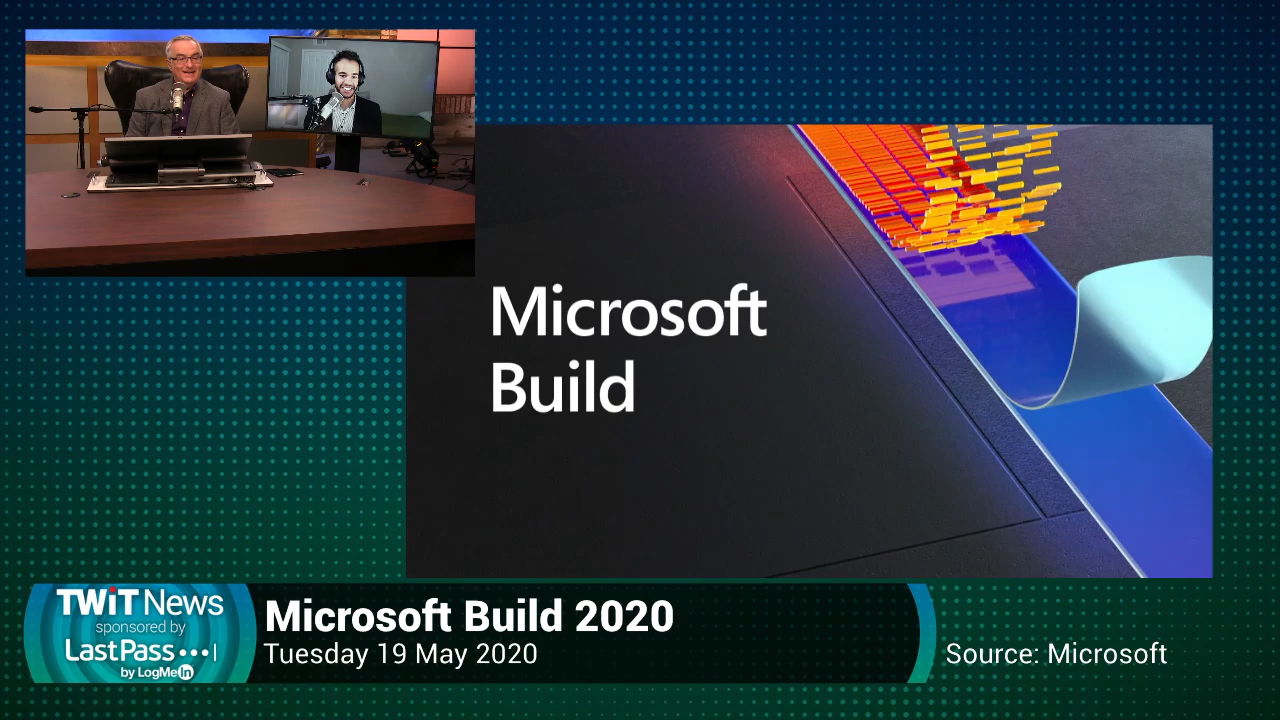 Microsoft
Build
TWiT News
sponsored by
LastPass •••|
by LogMeIn
Microsoft Build 2020
Tuesday 19 May 2020
Source: Microsoft